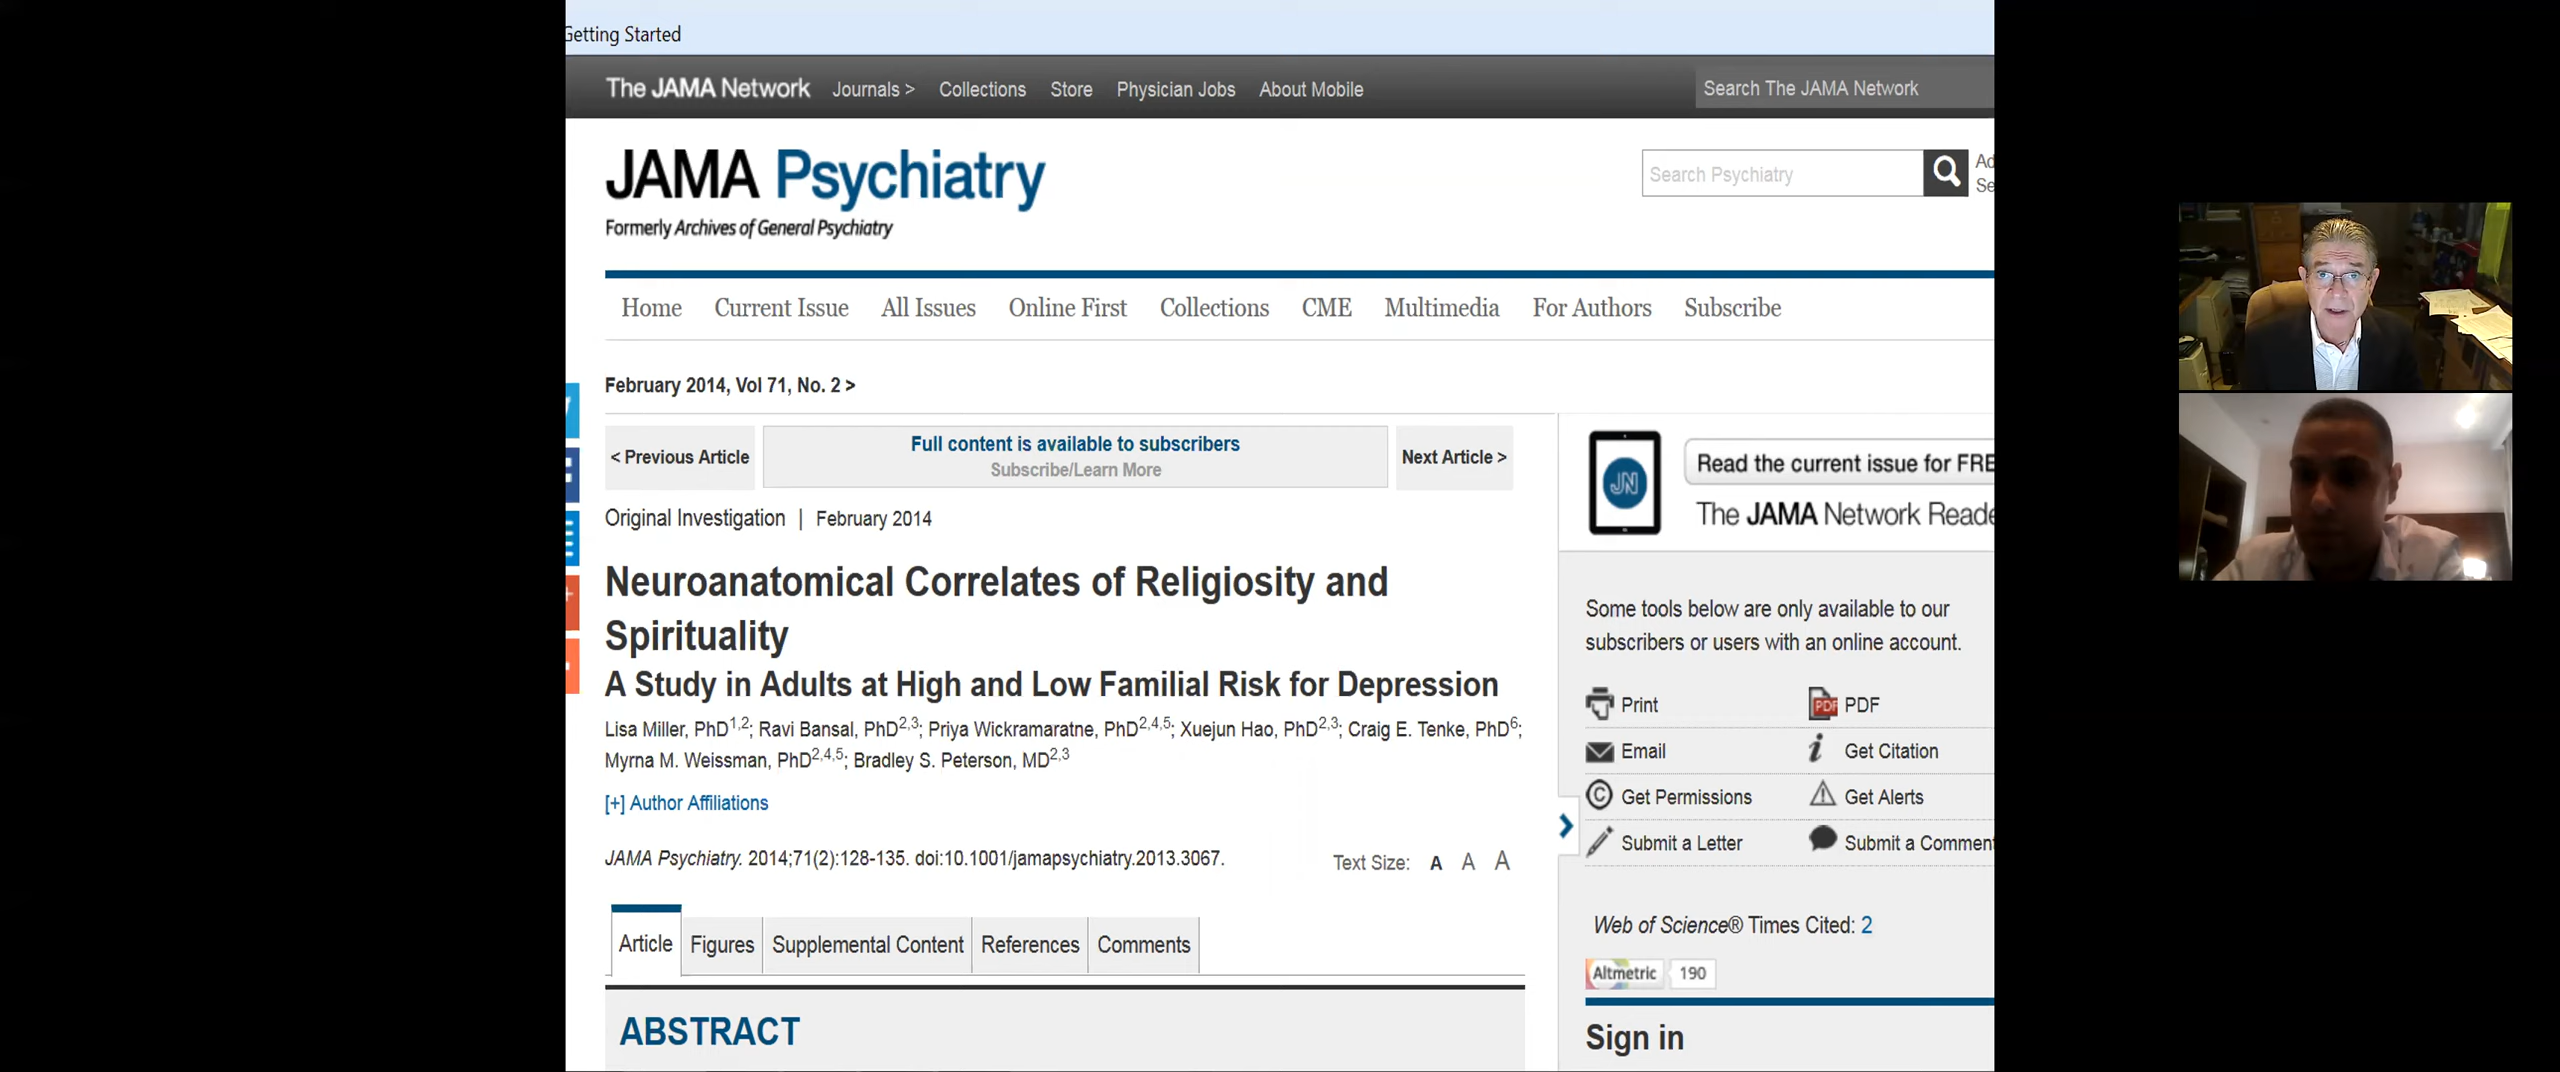 Getting Started
The JAMA Network Journals > Collections Store Physician Jobs About Mobile Search The JAMA Network
JAMA Psychiatry
Formerly Archives of General Psychiatry
Search Psychiatry
Ad
Se
Home Current Issue All Issues Online First Collections CME Multimedia For Authors Subscribe
February 2014, Vol 71, No. 2 >
< Previous Article
Full content is available to subscribers
Subscribe/Learn More
Next Article >
Original Investigation | February 2014
Neuroanatomical Correlates of Religiosity and
Spirituality
A Study in Adults at High and Low Familial Risk for Depression
Lisa Miller, PhD1,2; Ravi Bansal, PhD2,3; Priya Wickramaratne, PhD2,4,5; Xuejun Hao, PhD2,3; Craig E. Tenke, PhD6;
Myrna M. Weissman, PhD2,4,5; Bradley S. Peterson, MD2,3
[+] Author Affiliations
JAMA Psychiatry. 2014;71(2):128-135. doi:10.1001/jamapsychiatry.2013.3067.
Text Size: A A A
Article Figures Supplemental Content References Comments
ABSTRACT
JN
Read the current issue for FRE
The JAMA Network Reade
Some tools below are only available to our
subscribers or users with an online account.
Print PDF
Email Get Citation
Get Permissions Get Alerts
Submit a Letter Submit a Comment
Web of Science® Times Cited: 2
Altmetric 190
Sign in